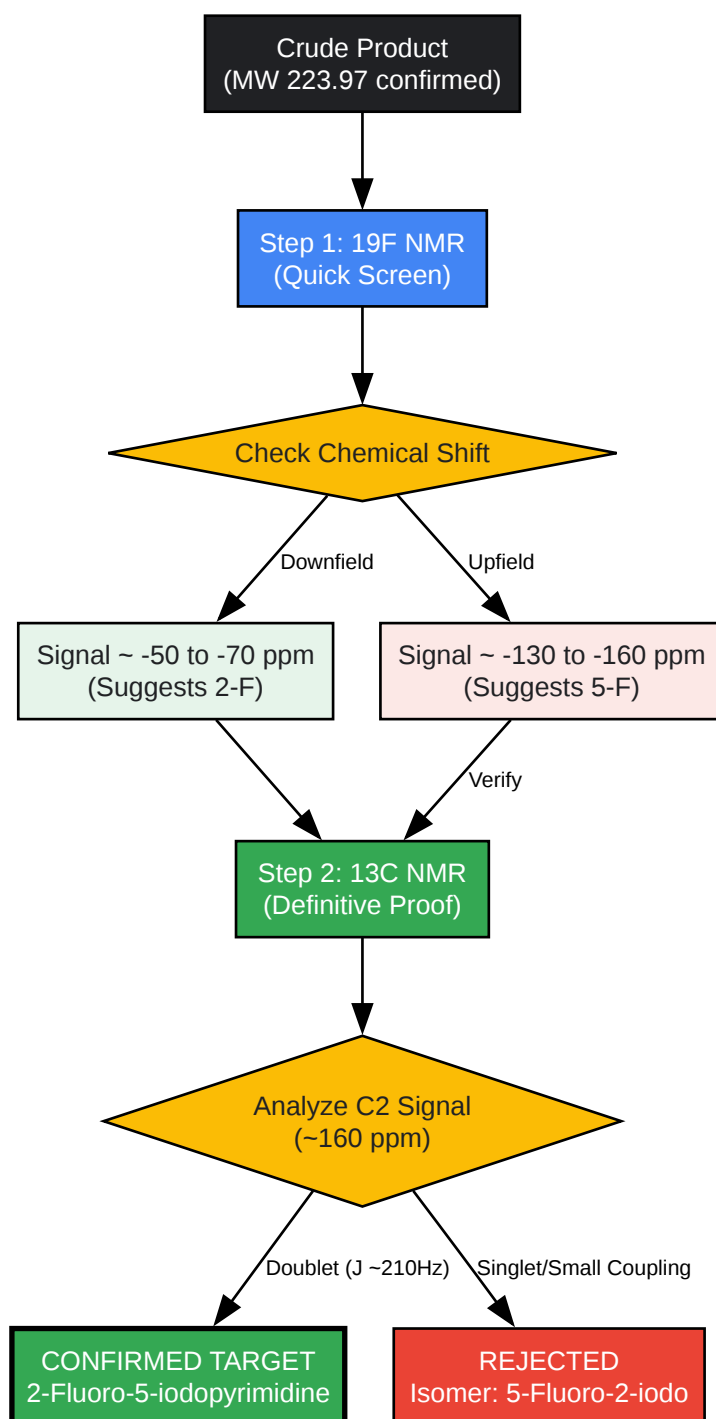 Crude Product
(MW 223.97 confirmed)
Step 1: 19F NMR
(Quick Screen)
Check Chemical Shift
Downfield
Upfield
Signal ~ -50 to -70 ppm
(Suggests 2-F)
Signal ~ -130 to -160 ppm
(Suggests 5-F)
Verify
Step 2: 13C NMR
(Definitive Proof)
Analyze C2 Signal
(~160 ppm)
Doublet (J ~210Hz)
Singlet/Small Coupling
CONFIRMED TARGET
2-Fluoro-5-iodopyrimidine
REJECTED
Isomer: 5-Fluoro-2-iodo